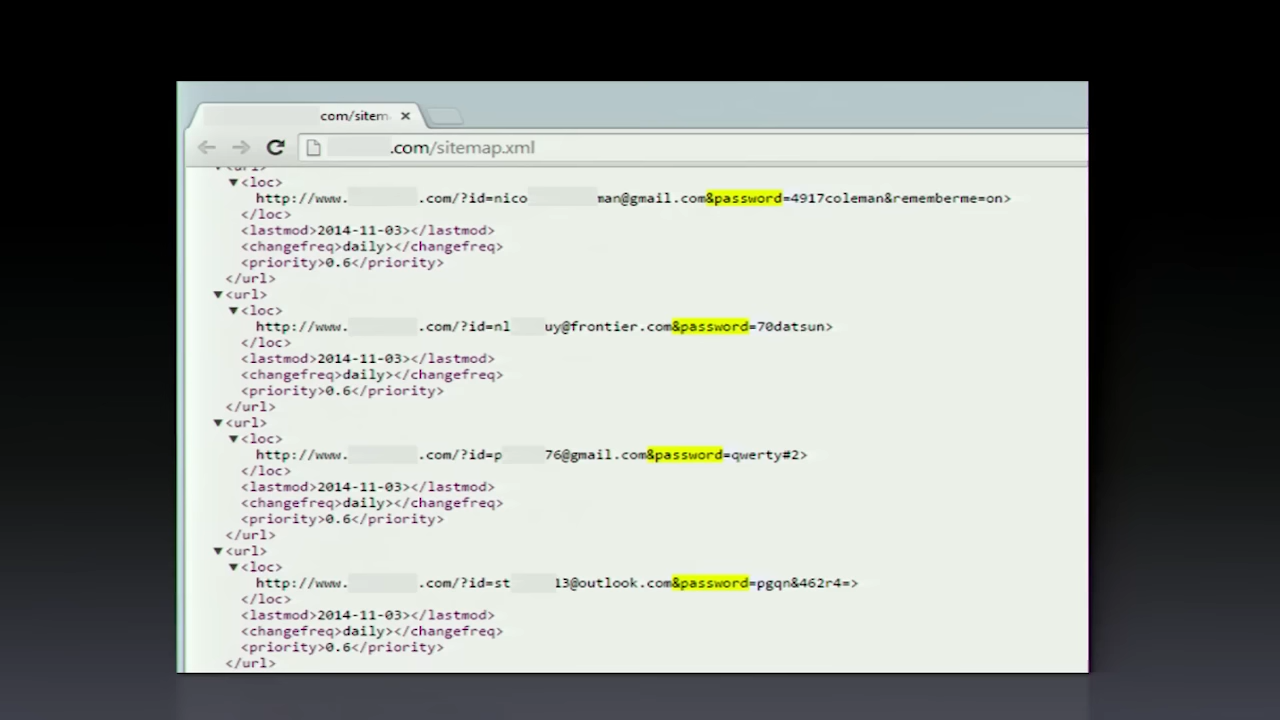 com/sitem
.com/sitemap.xml
<url>
<loc>
http://www. .com/?id=nico man@gmail.com&password=4917coleman&rememberme=on>
</loc>
<lastmod>2014-11-03></lastmod>
<changefreq>daily></changefreq>
<priority>0.6</priority>
</url>
<url>
<loc>
http://www. .com/?id=nl uy@frontier.com&password=70datsun>
</loc>
<lastmod>2014-11-03></lastmod>
<changefreq>daily></changefreq>
<priority>0.6</priority>
</url>
<url>
<loc>
http://www. .com/?id=p 76@gmail.com&password=qwerty#2>
</loc>
<lastmod>2014-11-03></lastmod>
<changefreq>daily></changefreq>
<priority>0.6</priority>
</url>
<url>
<loc>
http://www. .com/?id=st 13@outlook.com&password=pgqn&462r4=>
</loc>
<lastmod>2014-11-03></lastmod>
<changefreq>daily></changefreq>
<priority>0.6</priority>
</url>